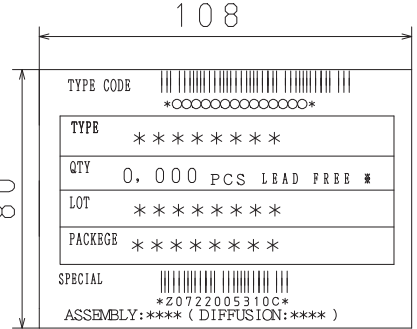 108
80
TYPE CODE
*OOOOOOOOOOOOOO*
TYPE ********
QTY 0,000 PCS LEAD FREE *
LOT ********
PACKEGE ********
SPECIAL
*Z0722005310C*
ASSEMBLY:****(DIFFUSION:****)